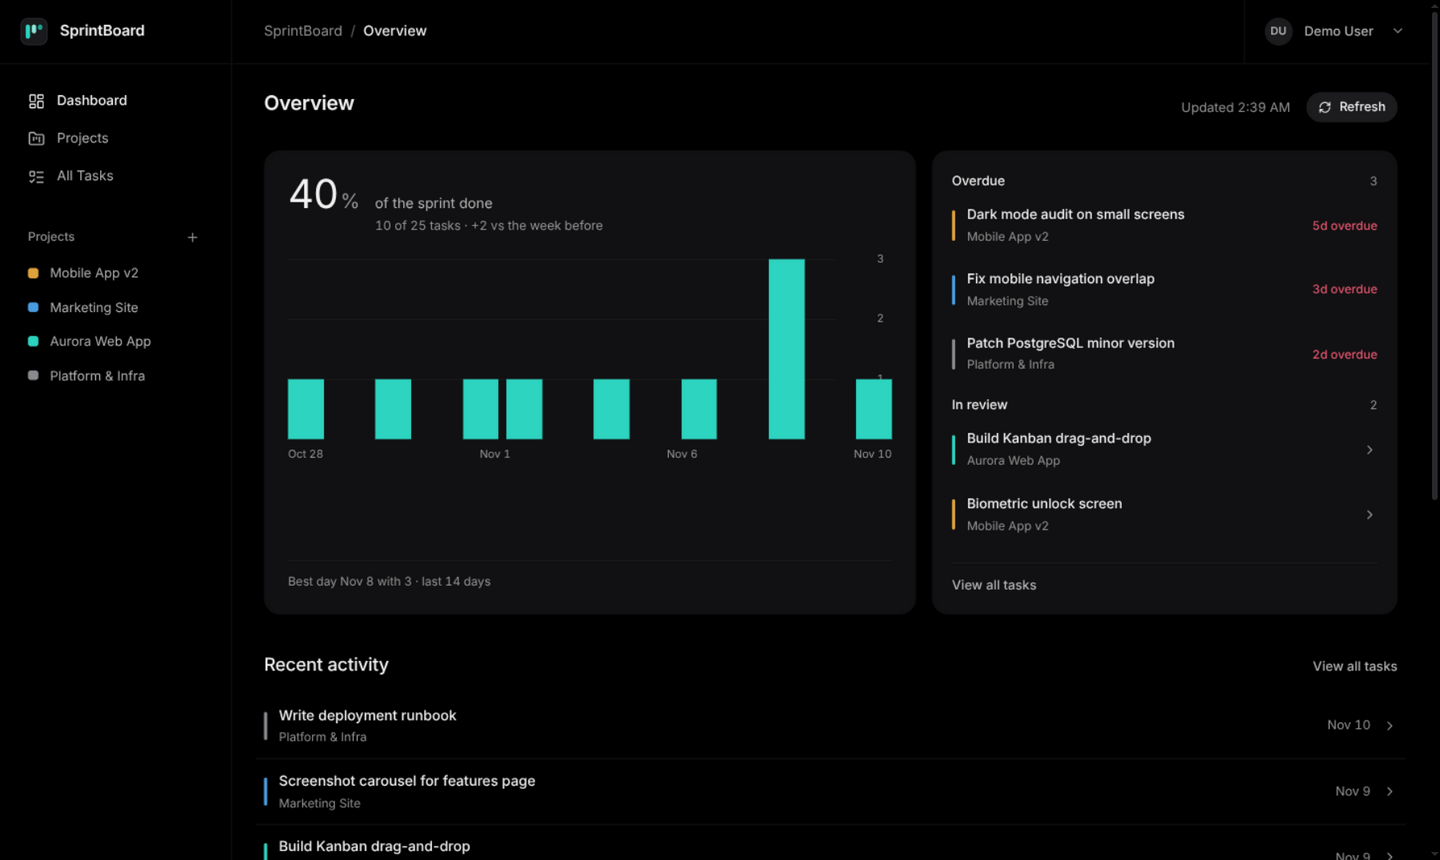 SprintBoard
SprintBoard / Overview
DU Demo User
Dashboard
Projects
All Tasks
Projects
Mobile App v2
Marketing Site
Aurora Web App
Platform & Infra
Overview
Updated 2:39 AM
Refresh
40%
of the sprint done
10 of 25 tasks · +2 vs the week before
3
2
1
Oct 28 Nov 1 Nov 6 Nov 10
Best day Nov 8 with 3 · last 14 days
Overdue 3
Dark mode audit on small screens
Mobile App v2
5d overdue
Fix mobile navigation overlap
Marketing Site
3d overdue
Patch PostgreSQL minor version
Platform & Infra
2d overdue
In review 2
Build Kanban drag-and-drop
Aurora Web App
Biometric unlock screen
Mobile App v2
View all tasks
Recent activity
View all tasks
Write deployment runbook
Platform & Infra
Nov 10
Screenshot carousel for features page
Marketing Site
Nov 9
Build Kanban drag-and-drop
Nov 9